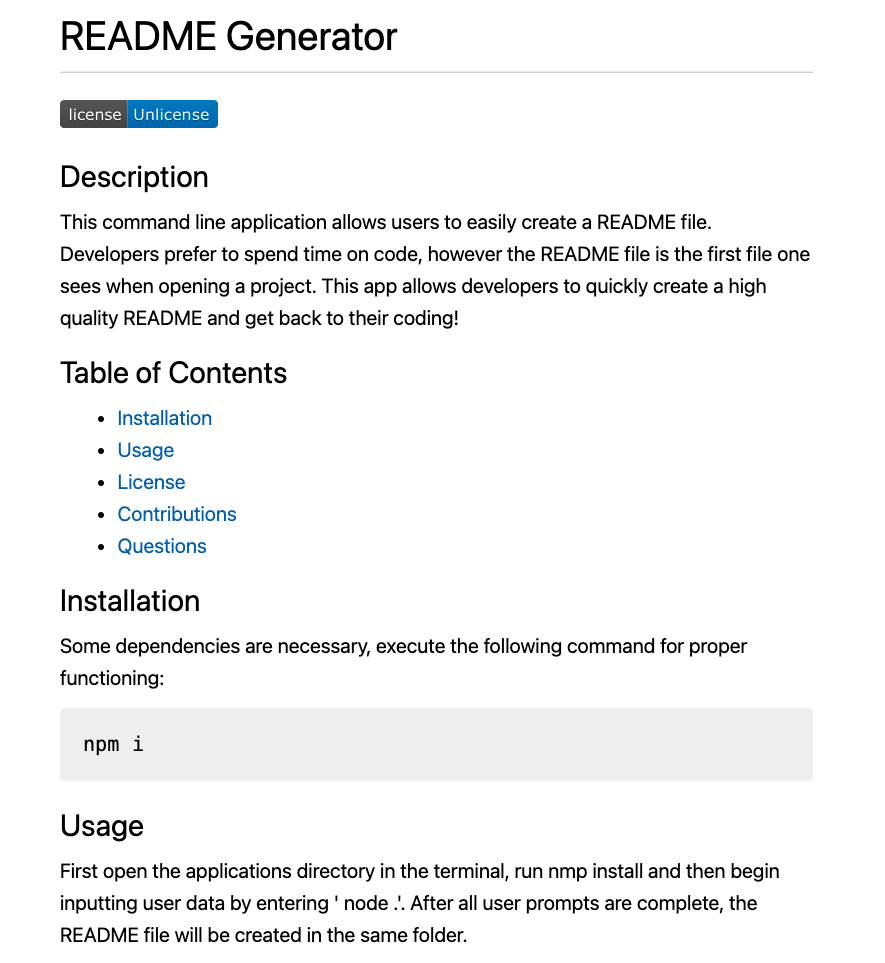 README Generator
license Unlicense
Description
This command line application allows users to easily create a README file.
Developers prefer to spend time on code, however the README file is the first file one
sees when opening a project. This app allows developers to quickly create a high
quality README and get back to their coding!
Table of Contents
• Installation
• Usage
• License
• Contributions
• Questions
Installation
Some dependencies are necessary, execute the following command for proper
functioning:
npm i
Usage
First open the applications directory in the terminal, run nmp install and then begin
inputting user data by entering ' node .'. After all user prompts are complete, the
README file will be created in the same folder.